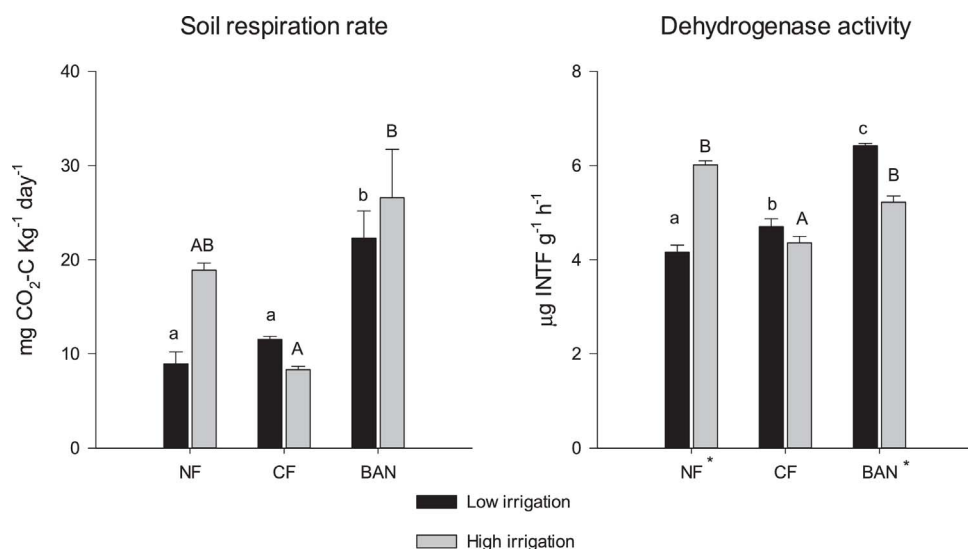 Soil respiration rate
mg CO₂-C Kg⁻¹ day⁻¹
40
30
20
10
0
a
AB
a
A
b
B
NF
CF
BAN
Dehydrogenase activity
µg INTF g⁻¹ h⁻¹
8
6
4
2
0
a
B
b
A
c
B
NF *
CF
BAN *
Low irrigation
High irrigation